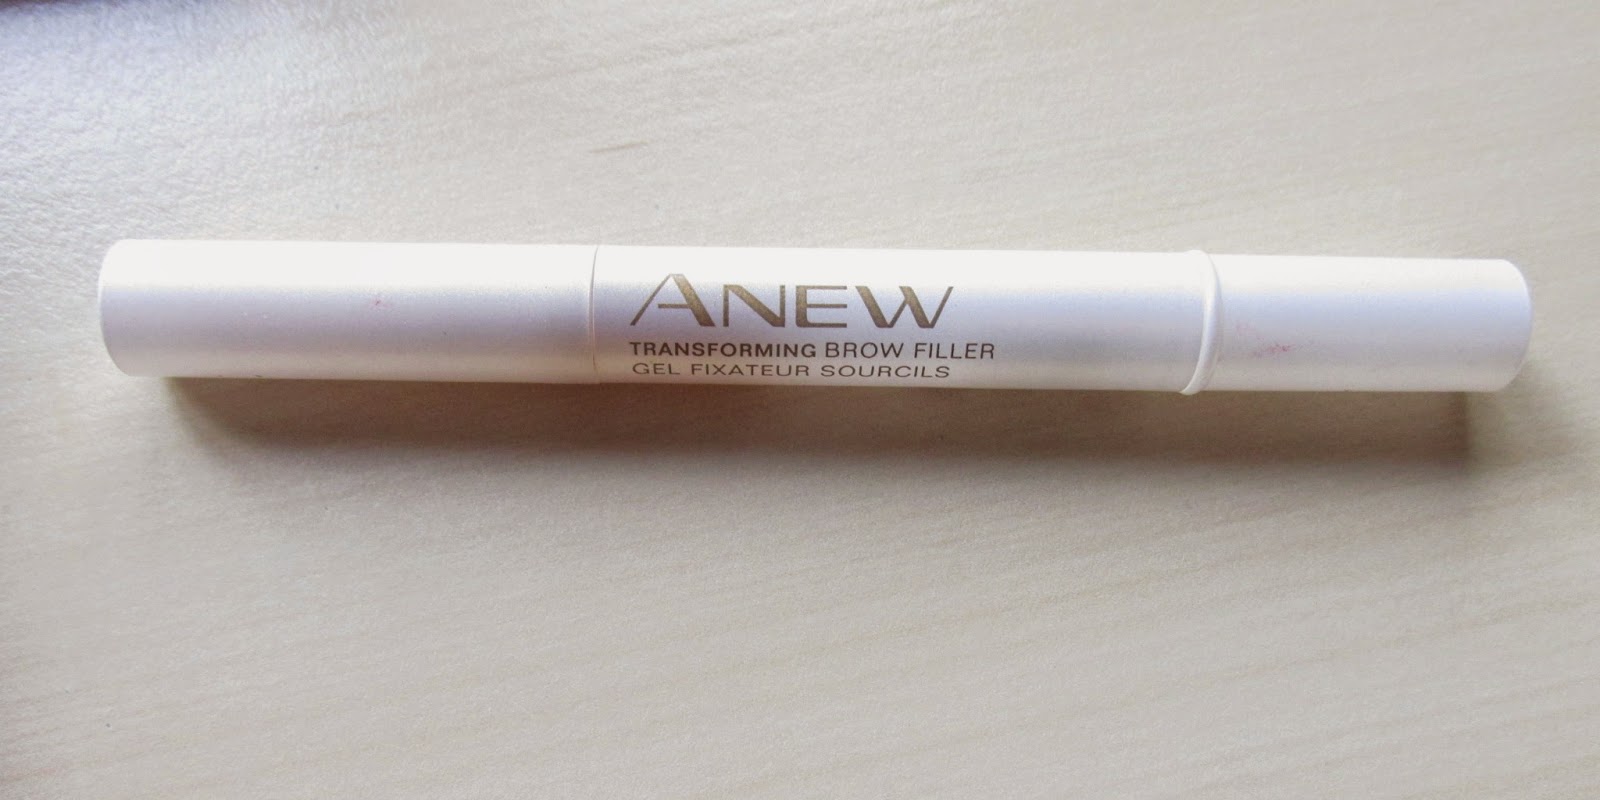 ANEW
TRANSFORMING BROW FILLER
GEL FIXATEUR SOURCILS